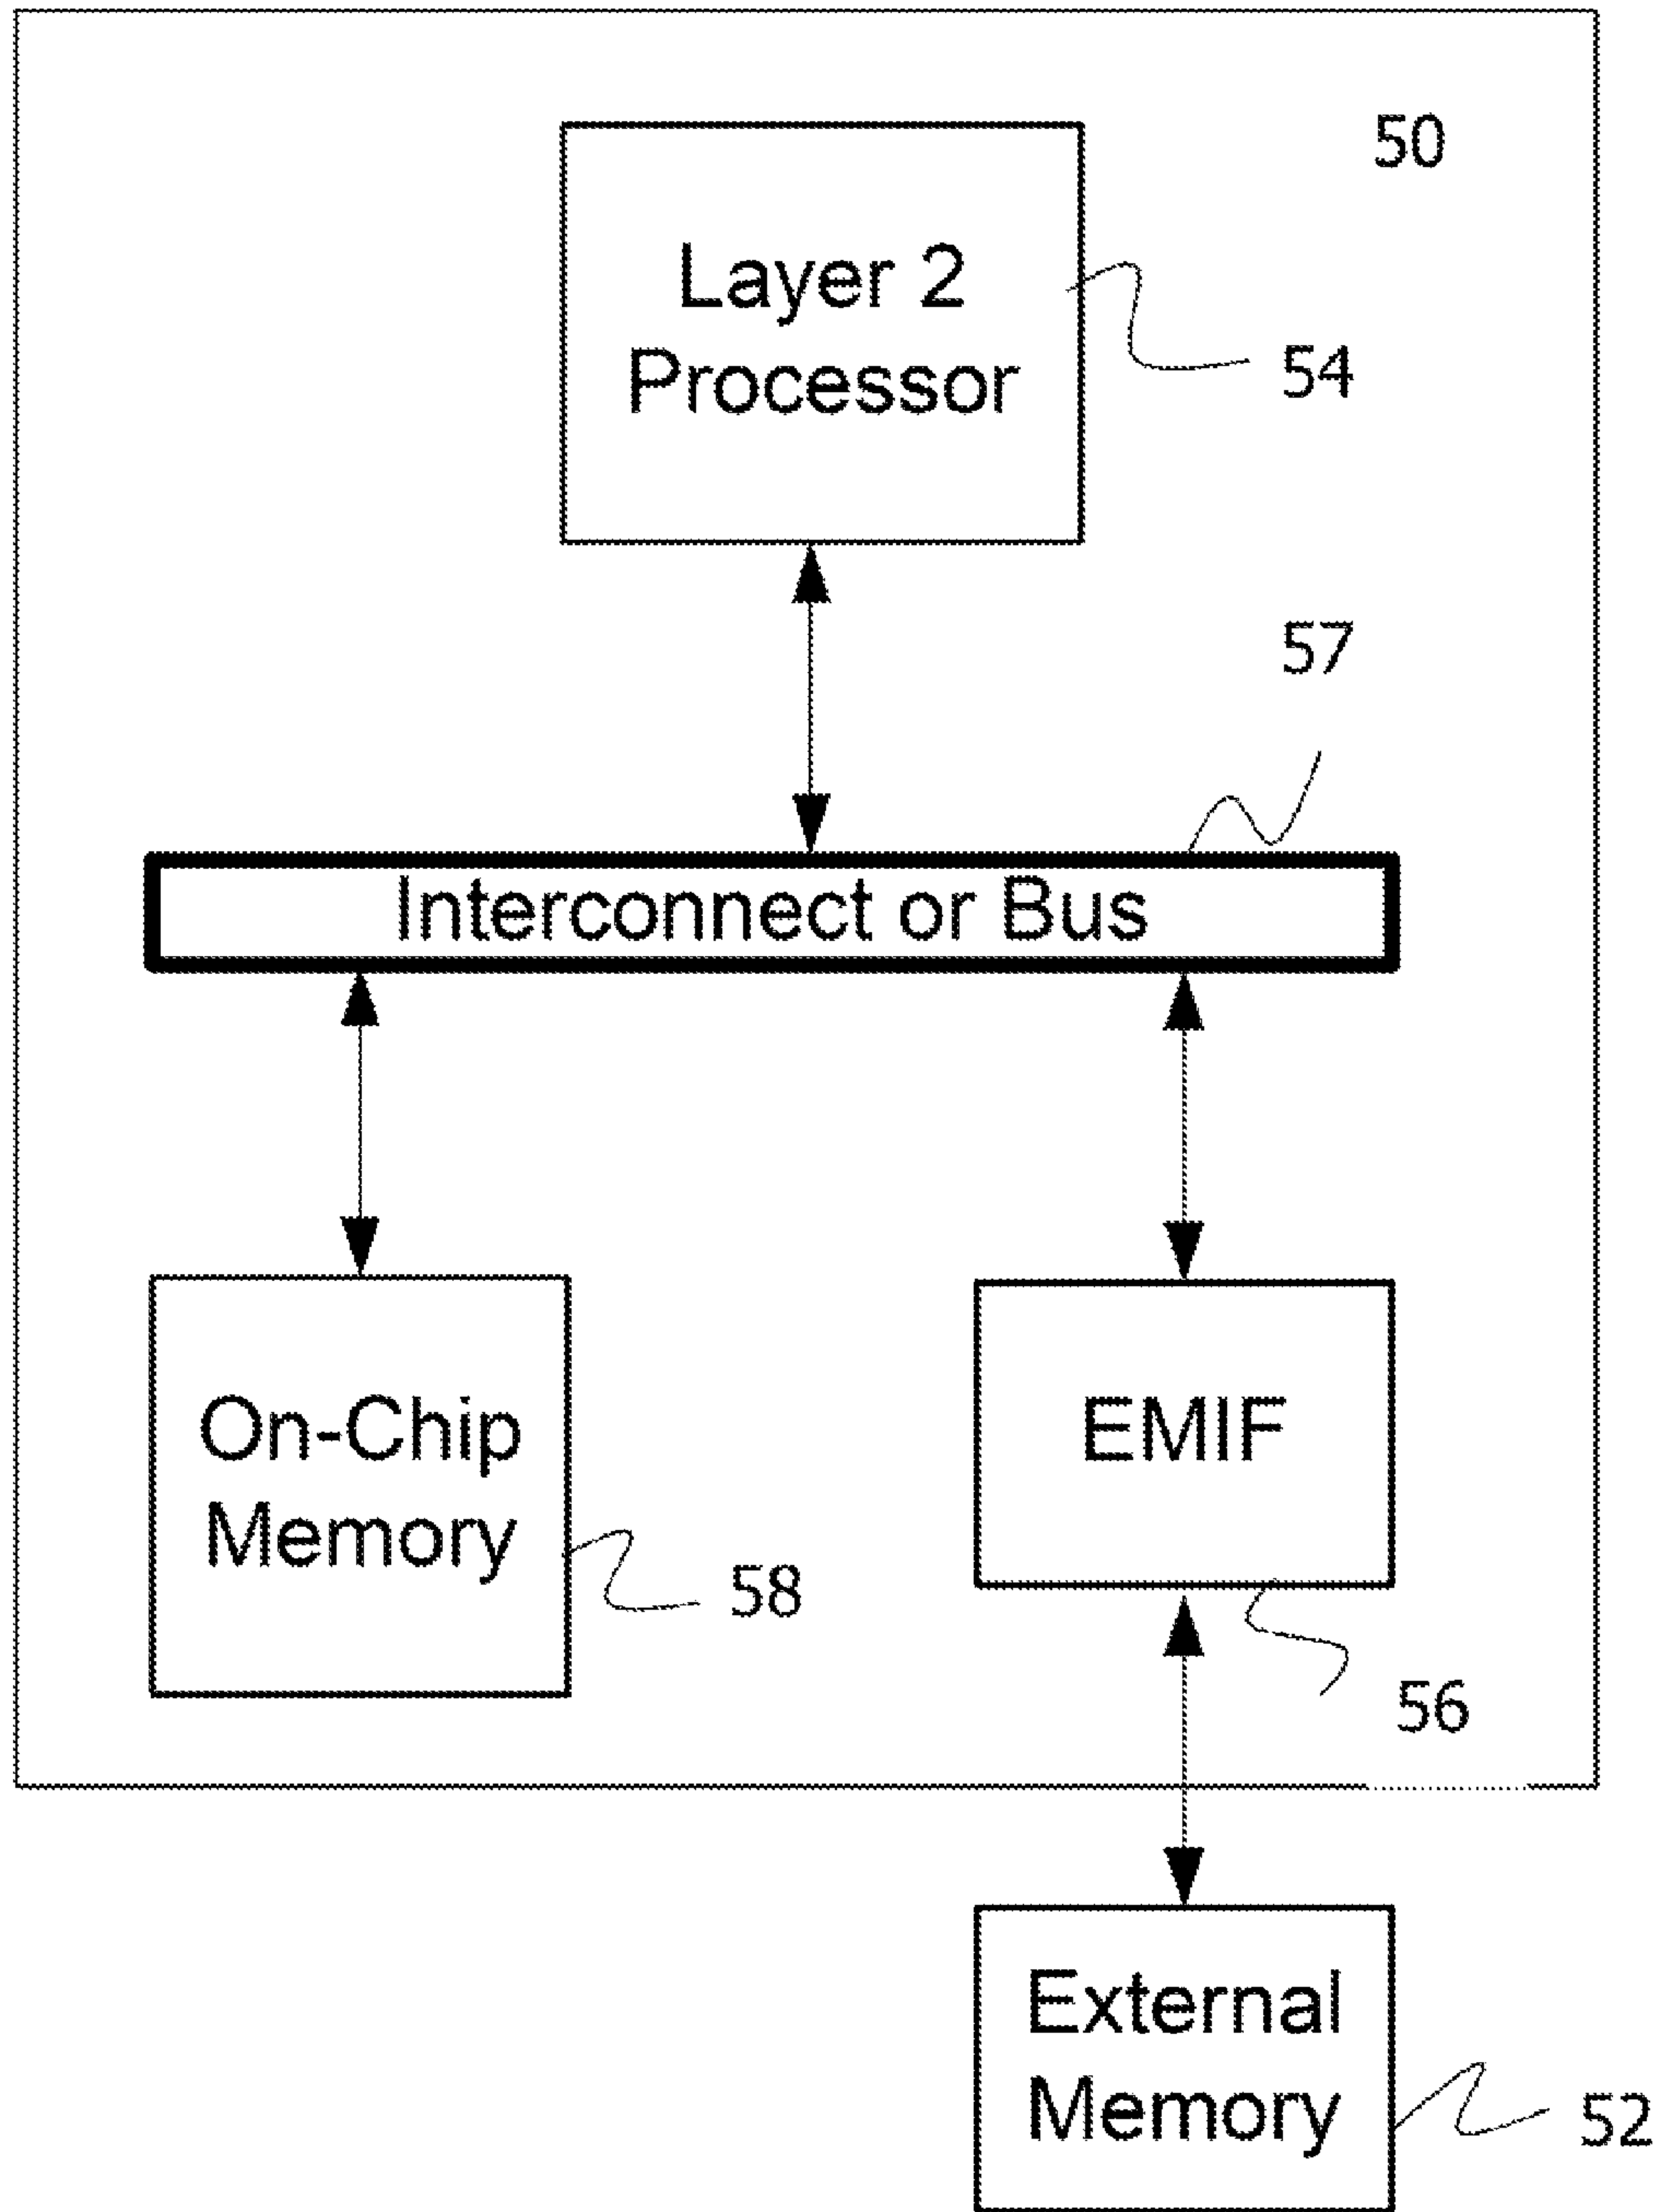 50
Layer 2
Processor
54
57
Interconnect or Bus
On-Chip
Memory
58
EMIF
56
External
Memory
52